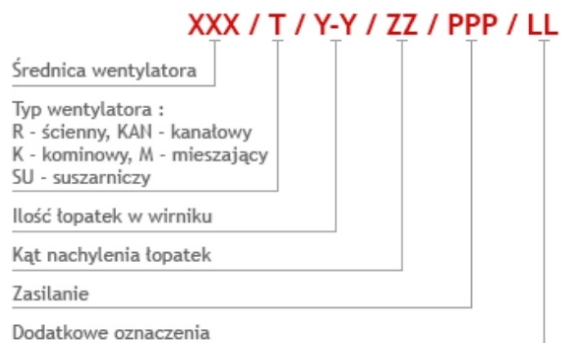 XXX / T / Y-Y / ZZ / PPP / LL
Średnica wentylatora
Typ wentylatora :
R - ścienny, KAN - kanałowy
K - kominowy, M - mieszający
SU - suszarniczy
Ilość łopatek w wirniku
Kąt nachylenia łopatek
Zasilanie
Dodatkowe oznaczenia